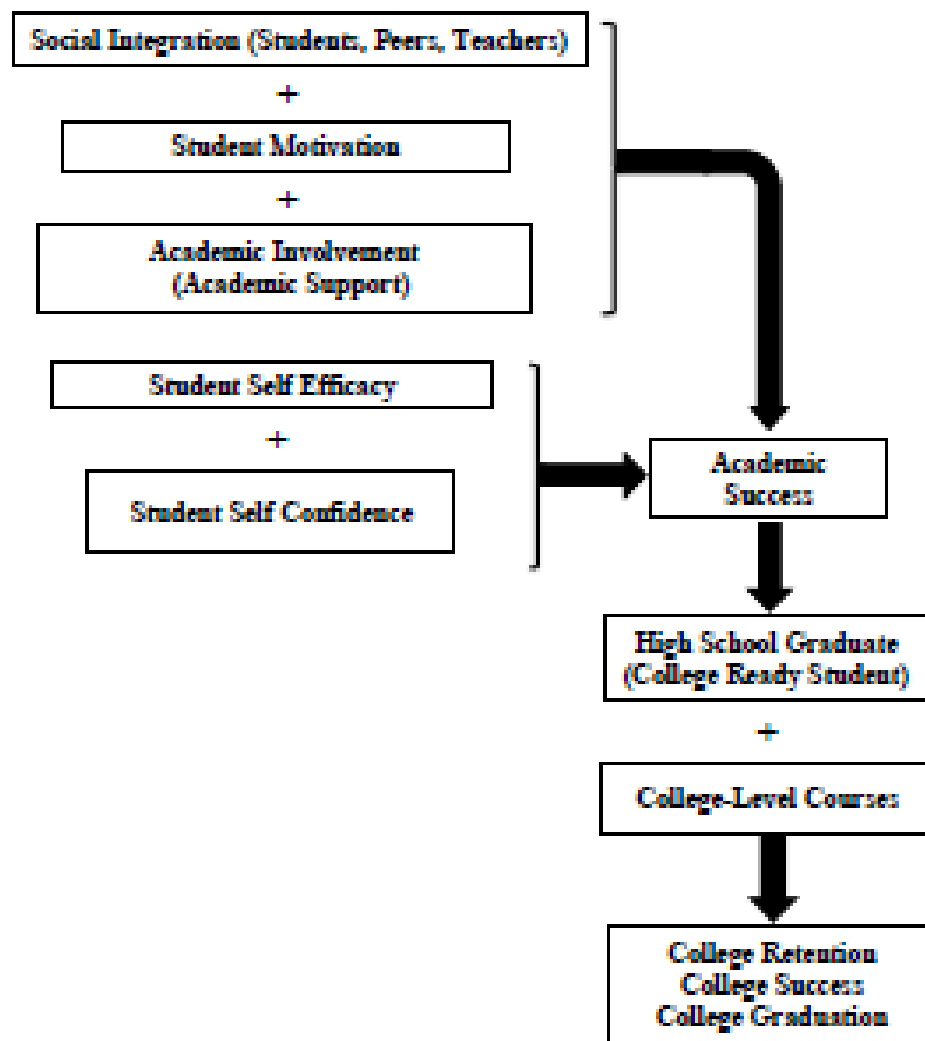 Social Integration (Students, Peers, Teachers)
+
Student Motivation
+
Academic Involvement
(Academic Support)
Student Self Efficacy
+
Student Self Confidence
Academic
Success
High School Graduate
(College Ready Student)
+
College-Level Courses
College Retention
College Success
College Graduation